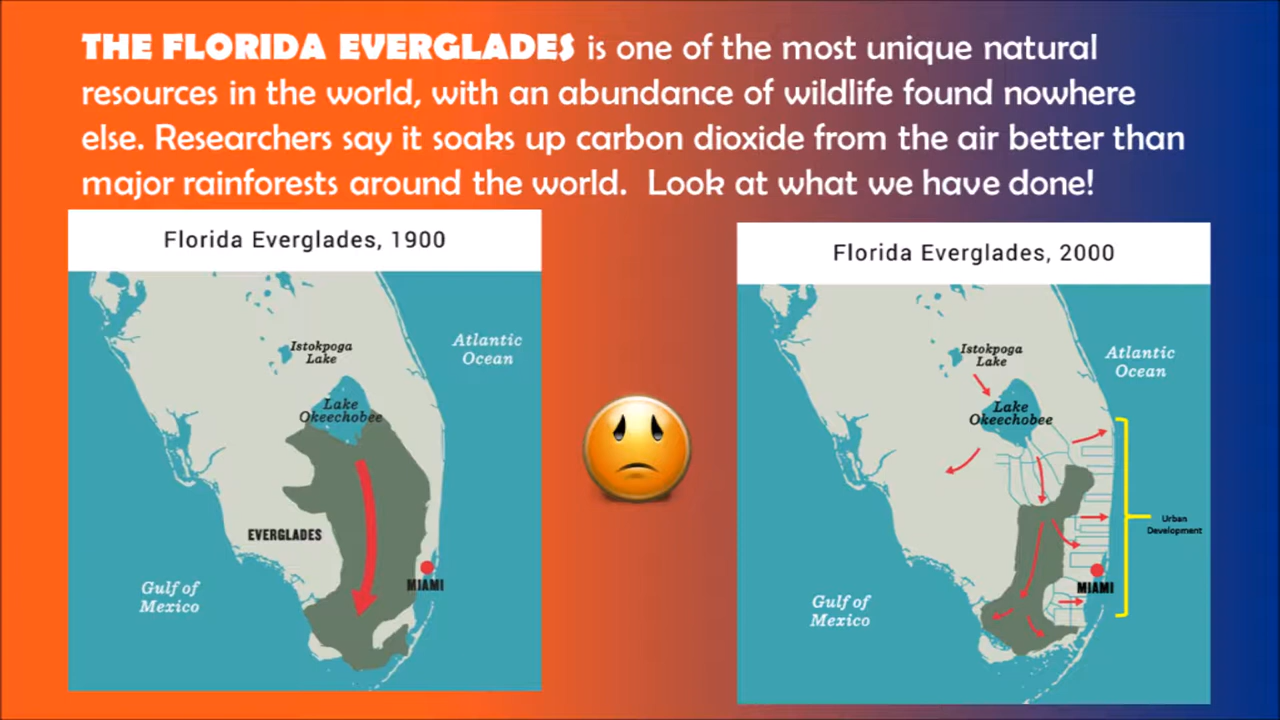 THE FLORIDA EVERGLADES is one of the most unique natural
resources in the world, with an abundance of wildlife found nowhere
else. Researchers say it soaks up carbon dioxide from the air better than
major rainforests around the world. Look at what we have done!
Florida Everglades, 1900
Istokpoga
Lake
Atlantic
Ocean
Lake
Okeechobee
EVERGLADES
MIAMI
Gulf of
Mexico
Florida Everglades, 2000
Istokpoga
Lake
Atlantic
Ocean
Lake
Okeechobee
Urban
Development
MIAMI
Gulf of
Mexico